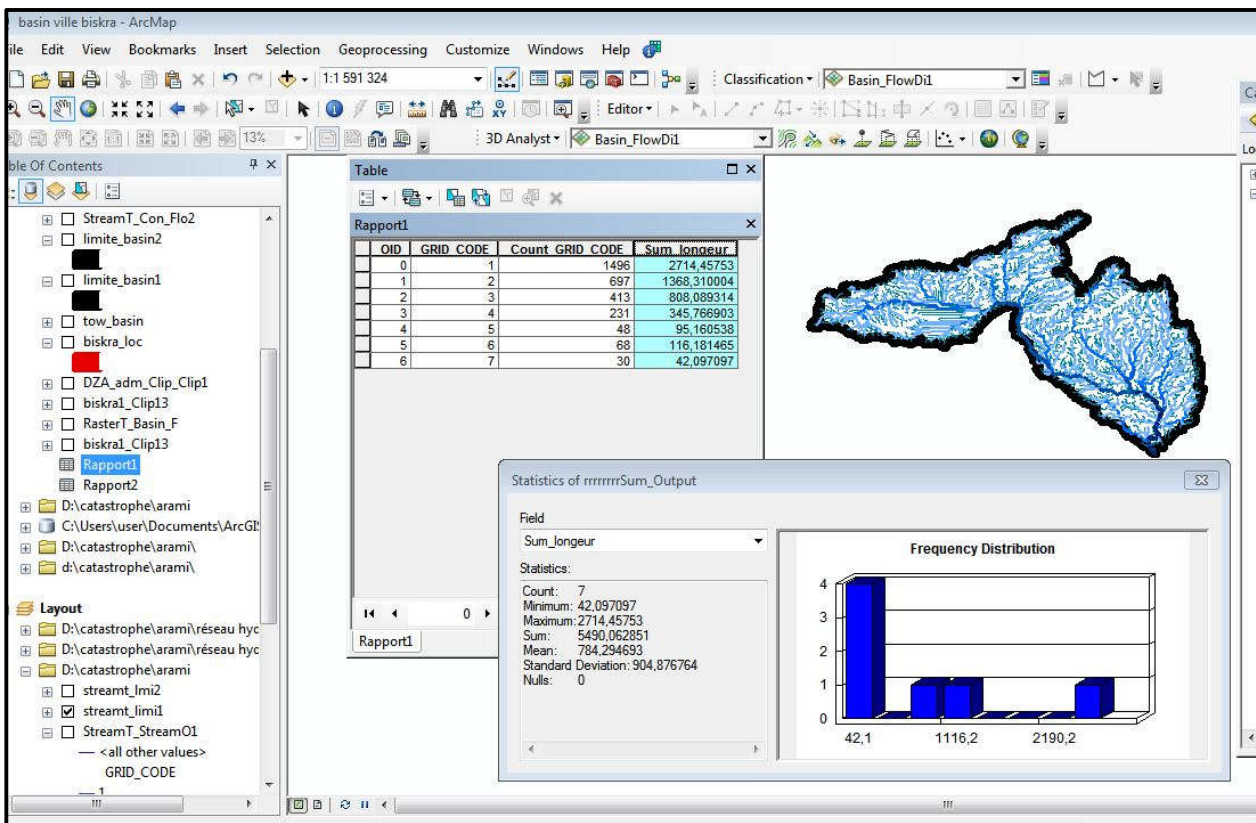 basin ville biskra - ArcMap
ile Edit View Bookmarks Insert Selection Geoprocessing Customize Windows Help
1:1 591 324
Classification
Basin_FlowDi1
Editor
13%
3D Analyst
Basin_FlowDi1
ble Of Contents
StreamT_Con_Flo2
limite_basin2
limite_basin1
tow_basin
biskra_loc
DZA_adm_Clip_Clip1
biskra1_Clip13
RasterT_Basin_F
biskra1_Clip13
Rapport1
Rapport2
D:\catastrophe\arami
C:\Users\user\Documents\ArcGI
D:\catastrophe\arami\
d:\catastrophe\arami\
Layout
D:\catastrophe\arami\réseau hyc
D:\catastrophe\arami\réseau hyc
D:\catastrophe\arami
streamt_lmi2
streamt_limi1
StreamT_StreamO1
<all other values>
GRID_CODE
1
Table
Rapport1
OID GRID CODE Count GRID CODE Sum longeur
0 1 1496 2714,45753
1 2 697 1368,310004
2 3 413 808,089314
3 4 231 345,766903
4 5 48 95,160538
5 6 68 116,181465
6 7 30 42,097097
0
Rapport1
Field
Sum_longeur
Statistics:
Count: 7
Minimum: 42,097097
Maximum: 2714,45753
Sum: 5490,062851
Mean: 784,294693
Standard Deviation: 904,876764
Nulls: 0
Frequency Distribution
4
3
2
1
0
42,1 1116,2 2190,2
Ca
Lo